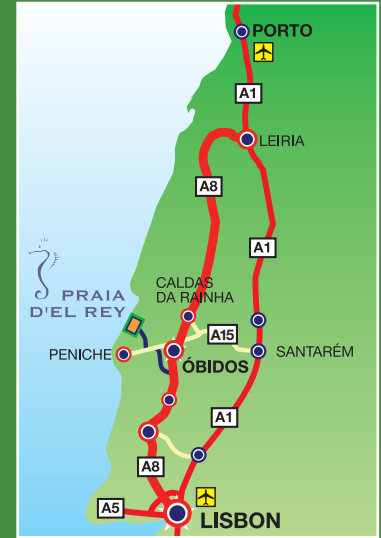 PORTO
A1
LEIRIA
A8
A1
PRAIA
D'EL REY
CALDAS
DA RAINHA
A15
PENICHE
ÓBIDOS
SANTARÉM
A1
A8
A5
LISBON